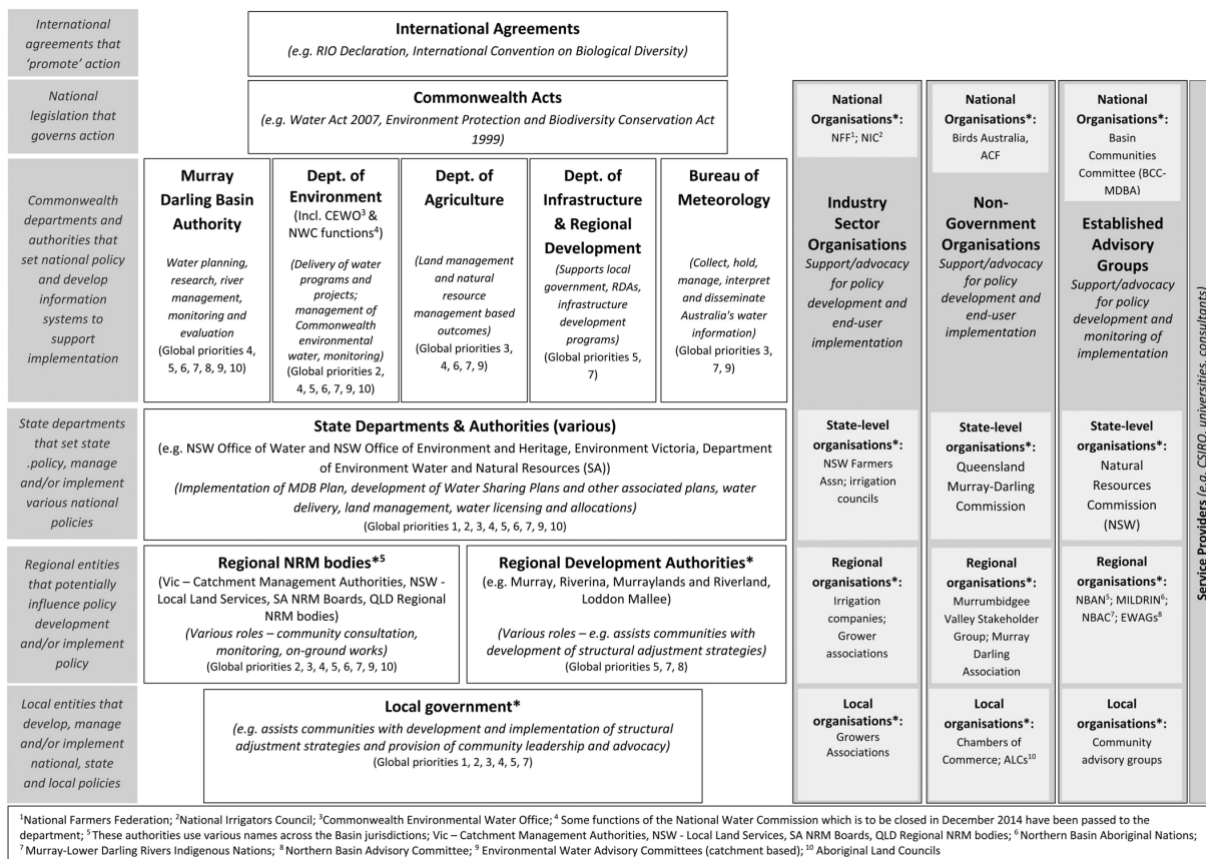 International
agreements that
‘promote’ action
International Agreements
(e.g. RIO Declaration, International Convention on Biological Diversity)
National
legislation that
governs action
Commonwealth Acts
(e.g. Water Act 2007, Environment Protection and Biodiversity Conservation Act
1999)
Commonwealth
departments and
authorities that
set national policy
and develop
information
systems to
support
implementation
Murray
Darling Basin
Authority
Water planning,
research, river
management,
monitoring and
evaluation
(Global priorities 4,
5, 6, 7, 8, 9, 10)
Dept. of
Environment
(Incl. CEWO³ &
NWC functions⁴)
(Delivery of water
programs and
projects;
management of
Commonwealth
environmental
water, monitoring)
(Global priorities 2,
4, 5, 6, 7, 9, 10)
Dept. of
Agriculture
(Land management
and natural
resource
management based
outcomes)
(Global priorities 3,
4, 6, 7, 9)
Dept. of
Infrastructure
& Regional
Development
(Supports local
government, RDAs,
infrastructure
development
programs)
(Global priorities 5,
7)
Bureau of
Meteorology
(Collect, hold,
manage, interpret
and disseminate
Australia's water
information)
(Global priorities 3,
7, 9)
State departments
that set state
.policy, manage
and/or implement
various national
policies
State Departments & Authorities (various)
(e.g. NSW Office of Water and NSW Office of Environment and Heritage, Environment Victoria, Department
of Environment Water and Natural Resources (SA))
(Implementation of MDB Plan, development of Water Sharing Plans and other associated plans, water
delivery, land management, water licensing and allocations)
(Global priorities 1, 2, 3, 4, 5, 6, 7, 9, 10)
Regional entities
that potentially
influence policy
development
and/or implement
policy
Regional NRM bodies*⁵
(Vic – Catchment Management Authorities, NSW -
Local Land Services, SA NRM Boards, QLD Regional
NRM bodies)
(Various roles – community consultation,
monitoring, on-ground works)
(Global priorities 2, 3, 4, 5, 6, 7, 9, 10)
Regional Development Authorities*
(e.g. Murray, Riverina, Murraylands and Riverland,
Loddon Mallee)
(Various roles – e.g. assists communities with
development of structural adjustment strategies)
(Global priorities 5, 7, 8)
Local entities that
develop, manage
and/or implement
national, state
and local policies
Local government*
(e.g. assists communities with development and implementation of structural
adjustment strategies and provision of community leadership and advocacy)
(Global priorities 1, 2, 3, 4, 5, 7)
National
Organisations*:
NFF¹; NIC²
Industry
Sector
Organisations
Support/advocacy
for policy
development and
end-user
implementation
State-level
organisations*:
NSW Farmers
Assn; irrigation
councils
Regional
organisations*:
Irrigation
companies;
Grower
associations
Local
organisations*:
Growers
Associations
National
Organisations*:
Birds Australia,
ACF
Non-
Government
Organisations
Support/advocacy
for policy
development and
end-user
implementation
State-level
organisations*:
Queensland
Murray-Darling
Commission
Regional
organisations*:
Murrumbidgee
Valley Stakeholder
Group; Murray
Darling
Association
Local
organisations*:
Chambers of
Commerce; ALCs¹⁰
National
Organisations*:
Basin
Communities
Committee (BCC-
MDBA)
Established
Advisory
Groups
Support/advocacy
for policy
development and
monitoring of
implementation
State-level
organisations*:
Natural
Resources
Commission
(NSW)
Regional
organisations*:
NBAN⁵; MILDRIN⁶;
NBAC⁷; EWAGs⁸
Local
organisations*:
Community
advisory groups
Service Providers (e.g. CSIRO, universities, consultants)
¹National Farmers Federation; ²National Irrigators Council; ³Commonwealth Environmental Water Office; ⁴ Some functions of the National Water Commission which is to be closed in December 2014 have been passed to the
department; ⁵ These authorities use various names across the Basin jurisdictions; Vic – Catchment Management Authorities, NSW - Local Land Services, SA NRM Boards, QLD Regional NRM bodies; ⁶ Northern Basin Aboriginal Nations;
⁷ Murray-Lower Darling Rivers Indigenous Nations; ⁸ Northern Basin Advisory Committee; ⁹ Environmental Water Advisory Committees (catchment based); ¹⁰ Aboriginal Land Councils